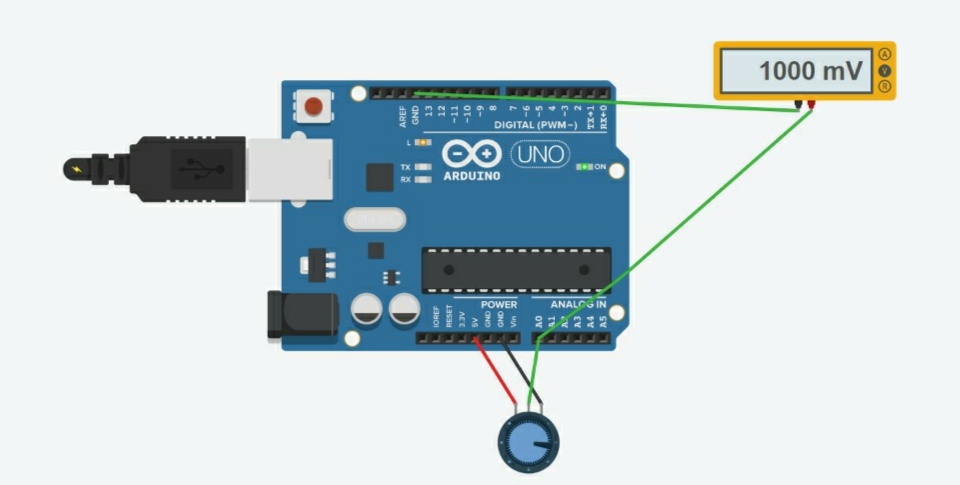 1000 mV
A
V
R
AREF
GND
13
12
~11
~10
~9
8
7
~6
~5
4
~3
2
TX→1
RX←0
DIGITAL (PWM~)
L
TX
RX
UNO
ON
ARDUINO
POWER
ANALOG IN
IOREF
RESET
3.3V
5V
GND
GND
Vin
A0
A1
A2
A3
A4
A5